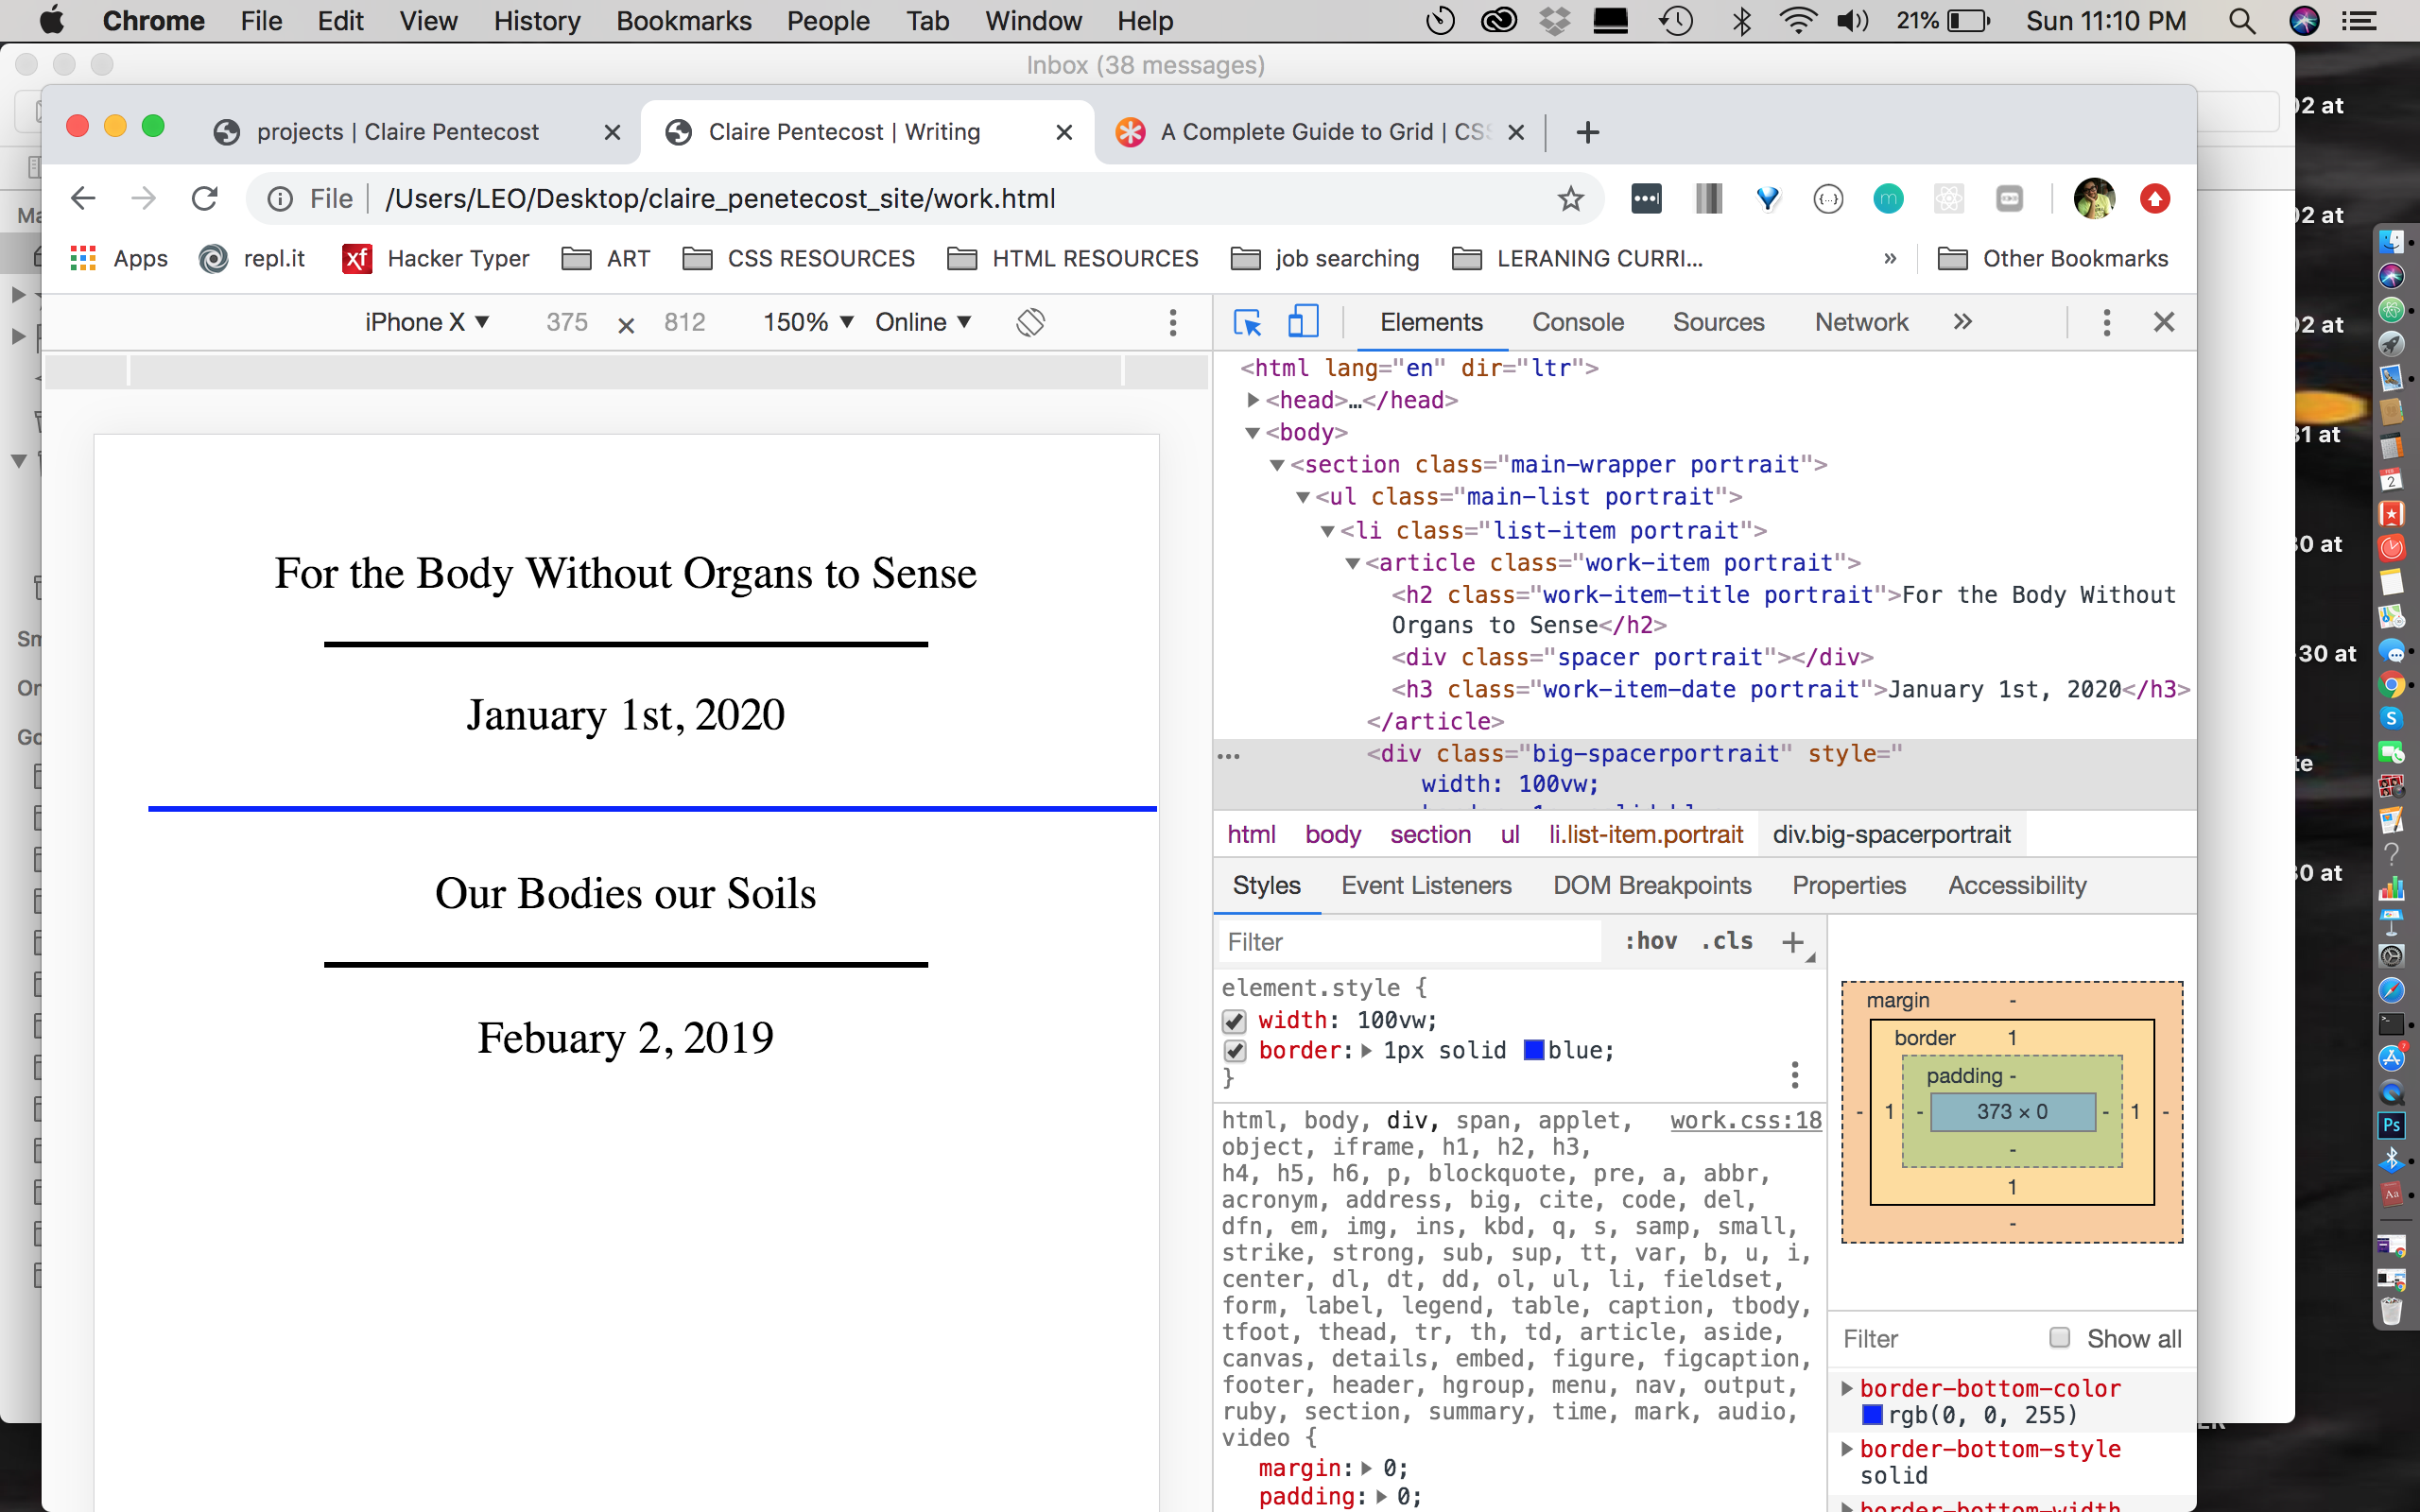 Chrome File Edit View History Bookmarks People Tab Window Help 21% Sun 11:10 PM
Inbox (38 messages)
projects | Claire Pentecost
Claire Pentecost | Writing
A Complete Guide to Grid | CSS
File /Users/LEO/Desktop/claire_penetecost_site/work.html
Apps repl.it xf Hacker Typer ART CSS RESOURCES HTML RESOURCES job searching LERANING CURRI... » Other Bookmarks
iPhone X ▼ 375 × 812 150% ▼ Online ▼
Elements Console Sources Network »
For the Body Without Organs to Sense
January 1st, 2020
Our Bodies our Soils
Febuary 2, 2019
<html lang="en" dir="ltr">
<head>…</head>
<body>
<section class="main-wrapper portrait">
<ul class="main-list portrait">
<li class="list-item portrait">
<article class="work-item portrait">
<h2 class="work-item-title portrait">For the Body Without
Organs to Sense</h2>
<div class="spacer portrait"></div>
<h3 class="work-item-date portrait">January 1st, 2020</h3>
</article>
<div class="big-spacerportrait" style="
width: 100vw;
html body section ul li.list-item.portrait div.big-spacerportrait
Styles Event Listeners DOM Breakpoints Properties Accessibility
Filter :hov .cls +
element.style {
width: 100vw;
border: 1px solid blue;
}
html, body, div, span, applet, work.css:18
object, iframe, h1, h2, h3,
h4, h5, h6, p, blockquote, pre, a, abbr,
acronym, address, big, cite, code, del,
dfn, em, img, ins, kbd, q, s, samp, small,
strike, strong, sub, sup, tt, var, b, u, i,
center, dl, dt, dd, ol, ul, li, fieldset,
form, label, legend, table, caption, tbody,
tfoot, thead, tr, th, td, article, aside,
canvas, details, embed, figure, figcaption,
footer, header, hgroup, menu, nav, output,
ruby, section, summary, time, mark, audio,
video {
margin: 0;
padding: 0;
margin -
border 1
padding -
- 1 - 373 × 0 - 1 -
-
1
-
Filter Show all
border-bottom-color
rgb(0, 0, 255)
border-bottom-style
solid
border-bottom-width
Ma
Sm
On
Go
02 at
02 at
02 at
31 at
30 at
30 at
te
30 at